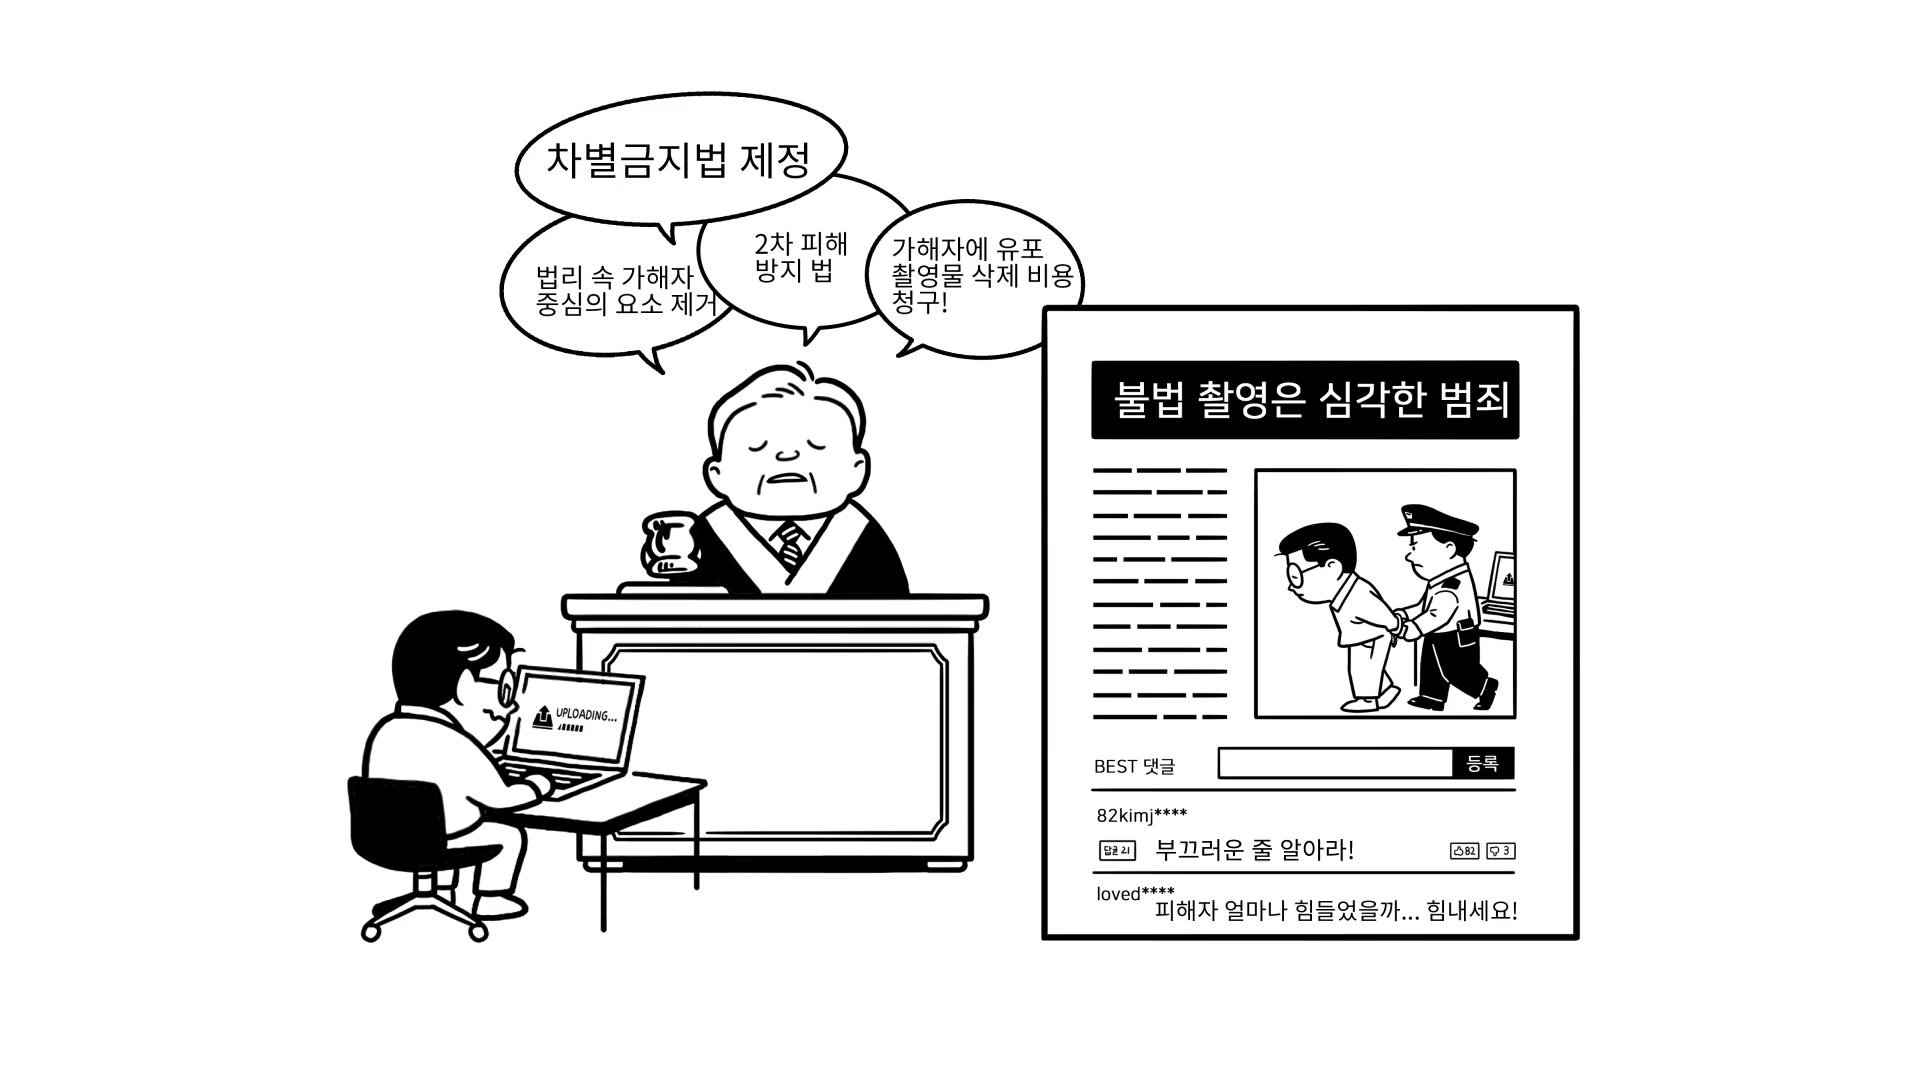 차별금지법 제정
법리 속 가해자
중심의 요소 제거
2차 피해
방지 법
가해자에 유포
촬영물 삭제 비용
청구!
UPLOADING...
불법 촬영은 심각한 범죄
BEST 댓글
등록
82kimj****
답글 21
부끄러운 줄 알아라!
82
3
loved****
피해자 얼마나 힘들었을까... 힘내세요!